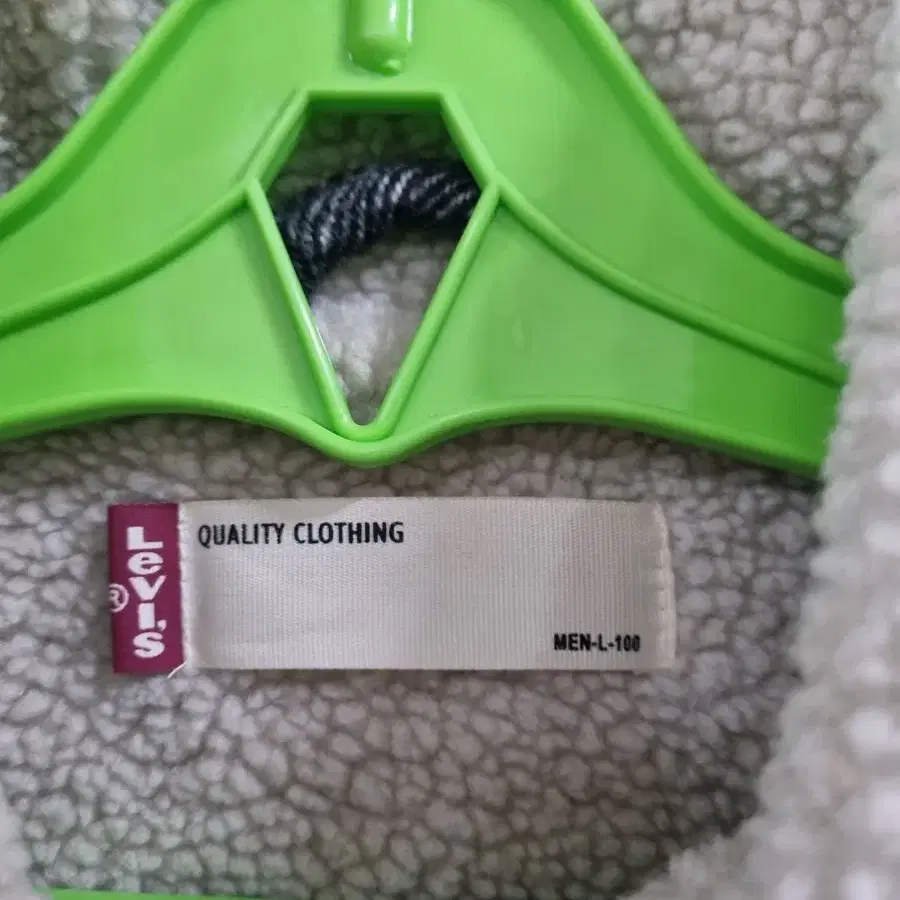 Levi's
®
QUALITY CLOTHING
MEN-L-100